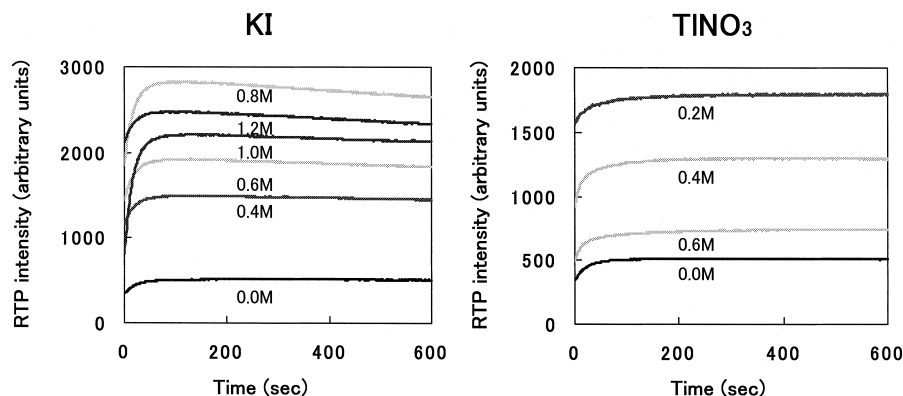 KI
RTP intensity (arbitrary units)
3000
2000
1000
0
0.8M
1.2M
1.0M
0.6M
0.4M
0.0M
0 200 400 600
Time (sec)
TlNO₃
RTP intensity (arbitrary units)
2000
1500
1000
500
0
0.2M
0.4M
0.6M
0.0M
0 200 400 600
Time (sec)